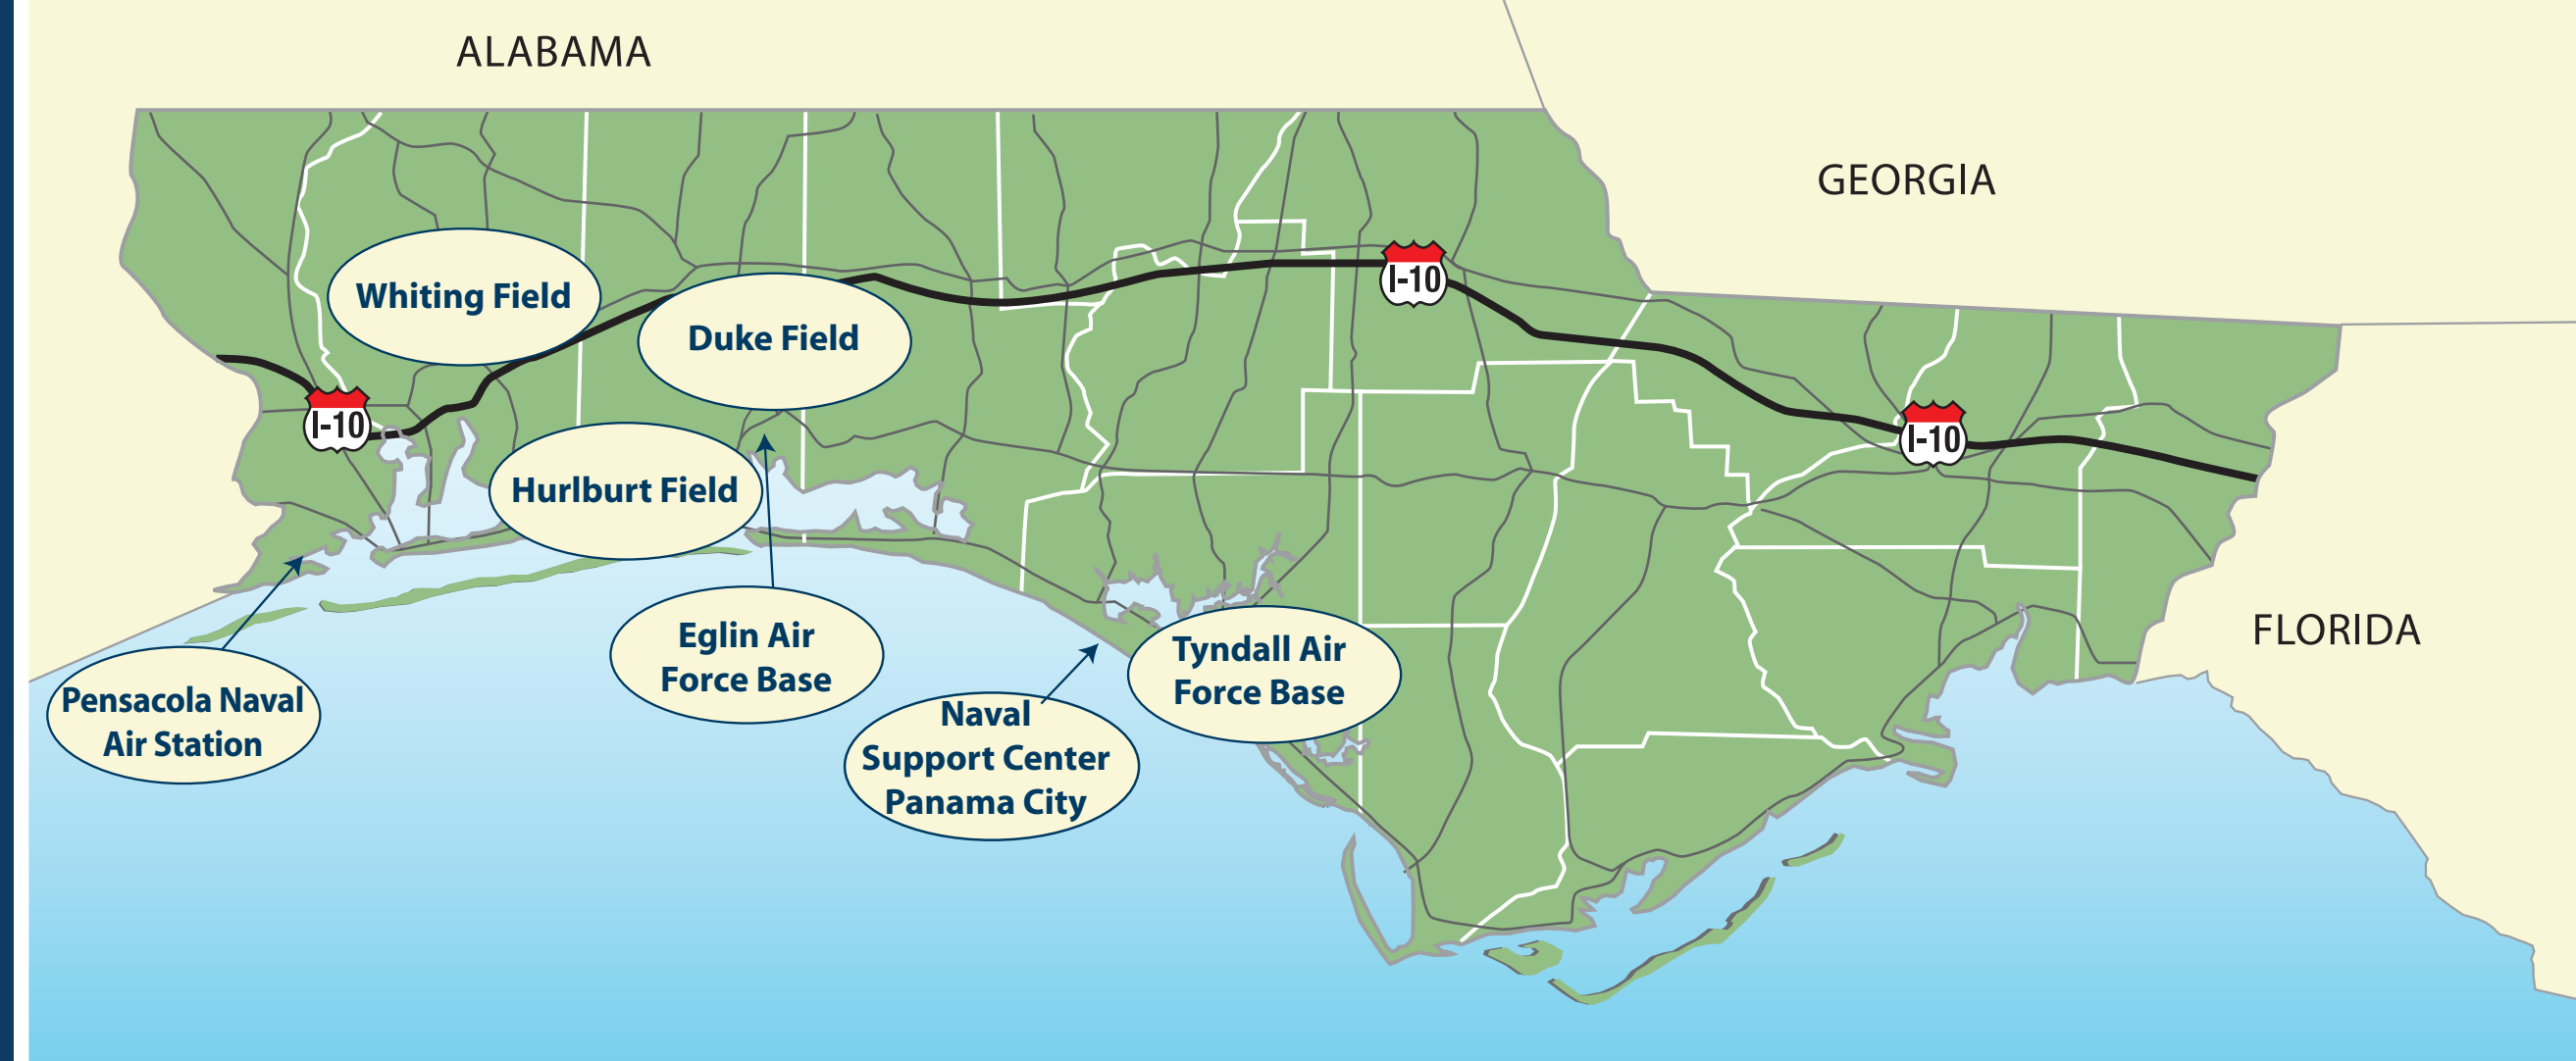 ALABAMA
GEORGIA
Whiting Field
I-10
Duke Field
I-10
I-10
Hurlburt Field
FLORIDA
Eglin Air
Force Base
Tyndall Air
Force Base
Pensacola Naval
Air Station
Naval
Support Center
Panama City